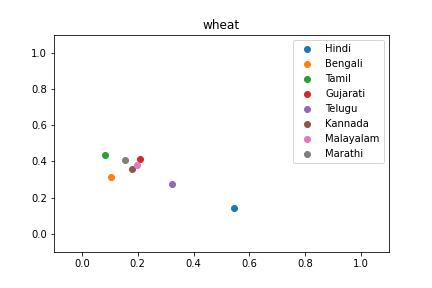 wheat
1.0
0.8
0.6
0.4
0.2
0.0
0.0 0.2 0.4 0.6 0.8 1.0
Hindi
Bengali
Tamil
Gujarati
Telugu
Kannada
Malayalam
Marathi